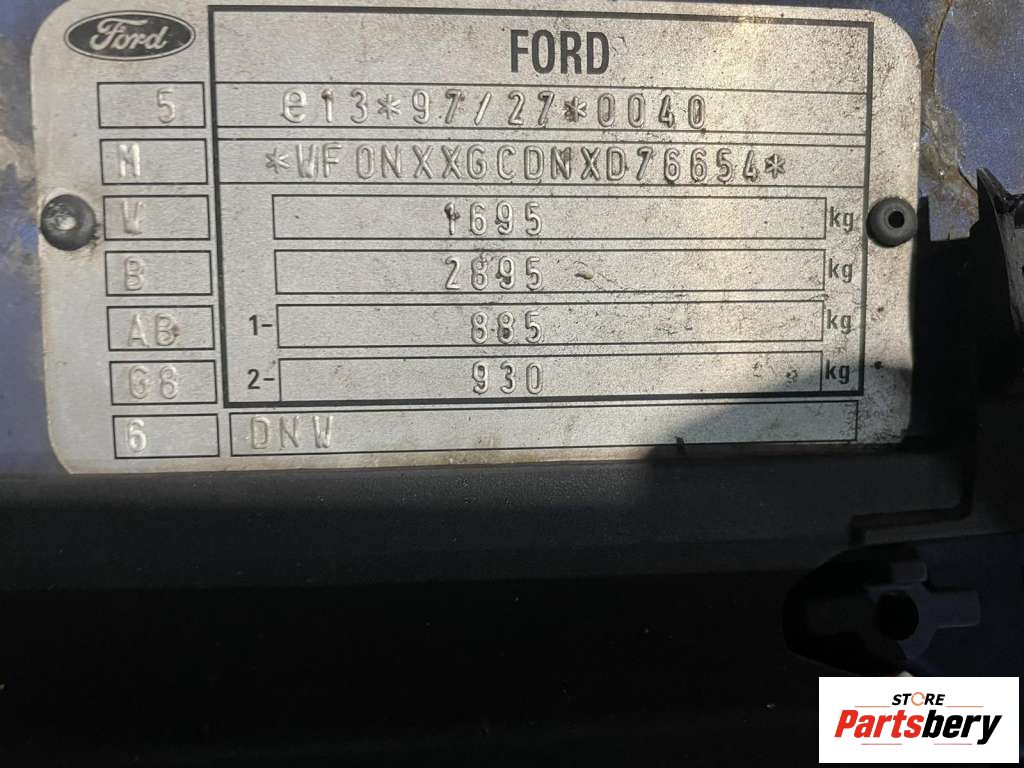 Ford FORD
5 e13*97/27*0040
M *WF0NXXGCDNXD76654*
V 1695 kg
B 2895 kg
AB 1- 885 kg
G8 2- 930 kg
6 DNW
STORE
Partsbery